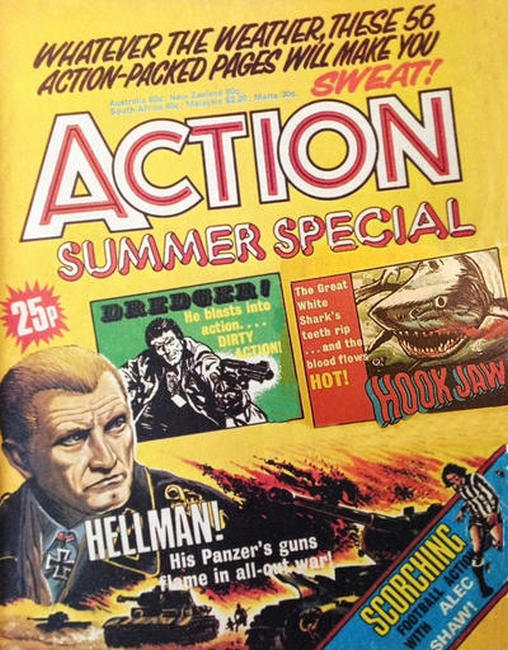 WHATEVER THE WEATHER, THESE 56
ACTION-PACKED PAGES WILL MAKE YOU
SWEAT!
Australia 80c; New Zealand 80c;
South Africa 80c; Malaysia $2.20; Malta 30c.
ACTION
SUMMER SPECIAL
25p
DREDGER!
He blasts into
action....
DIRTY
ACTION!
The Great
White
Shark's
teeth rip
...and the
blood flows
HOT!
HOOK JAW
HELLMAN!
His Panzer's guns
flame in all-out war!
SCORCHING
FOOTBALL ACTION
WITH ALEC
SHAW!